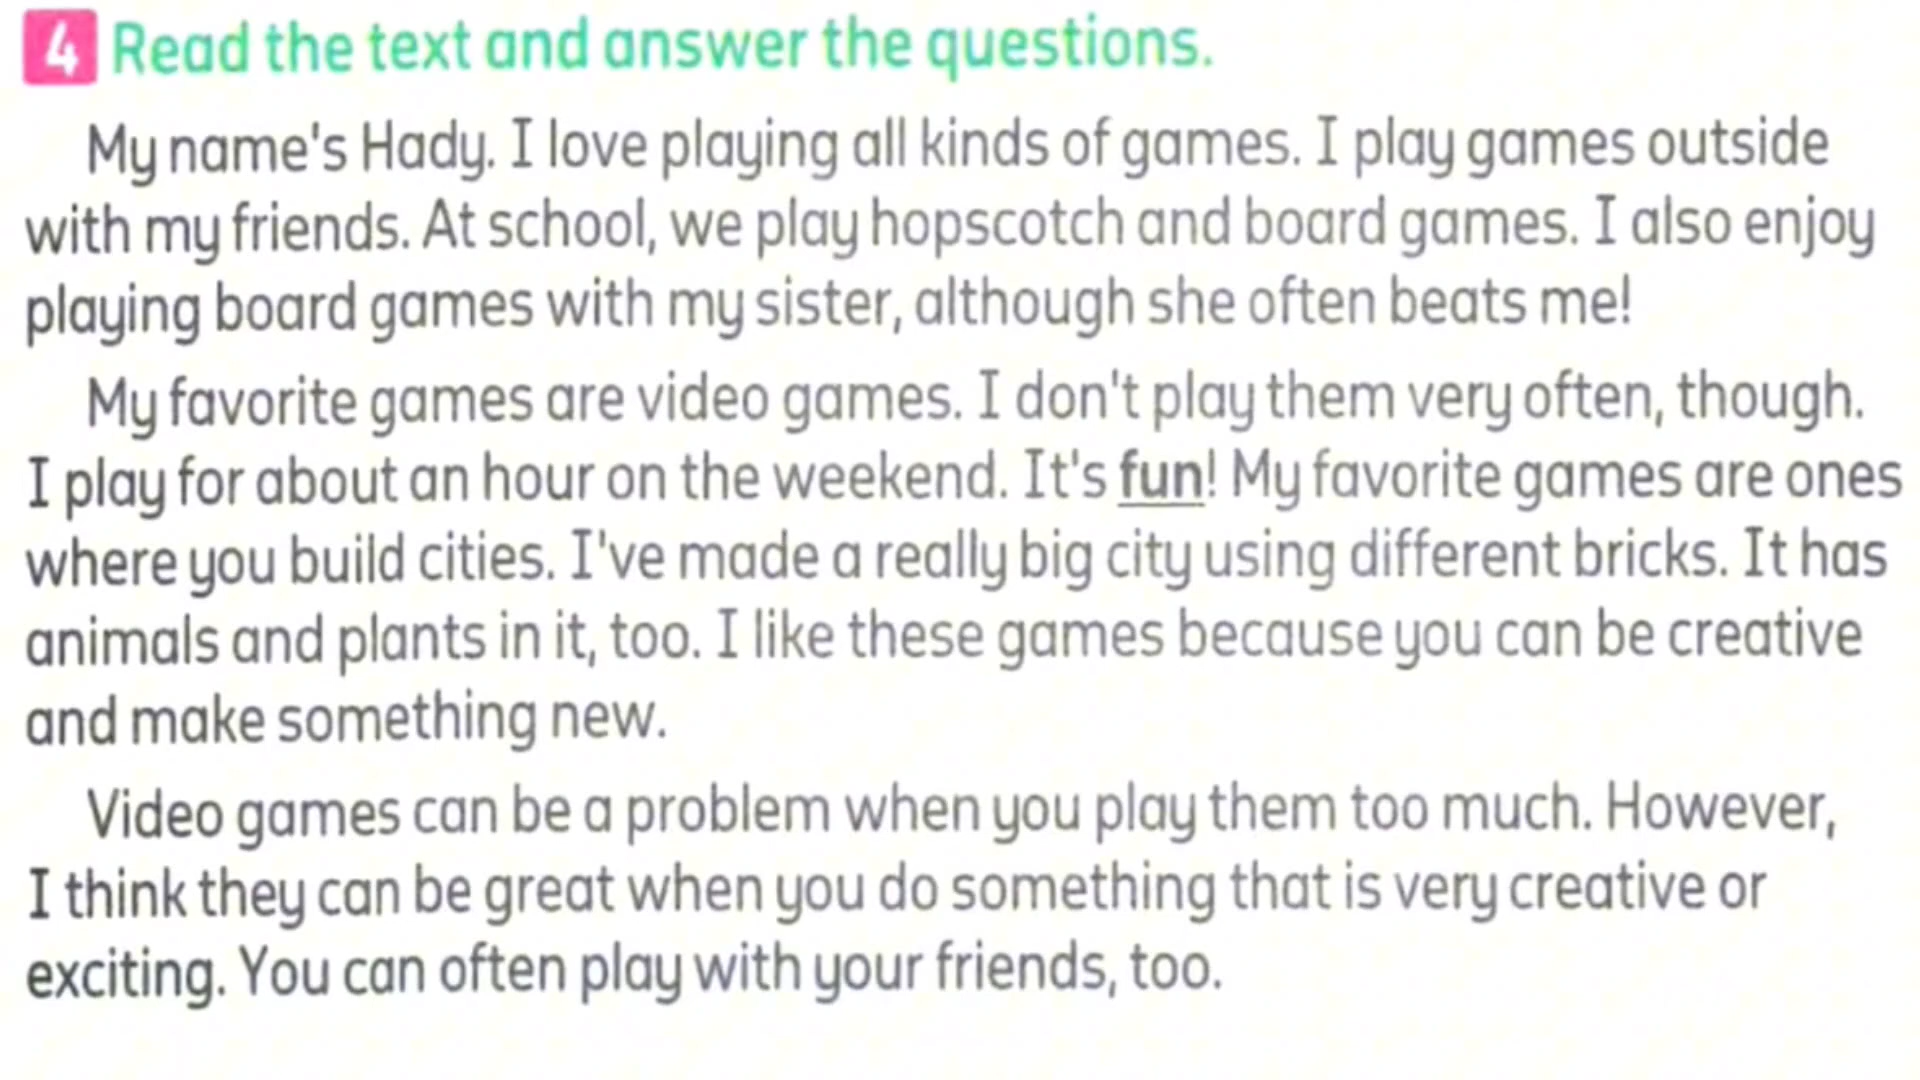 4 Read the text and answer the questions.
My name's Hady. I love playing all kinds of games. I play games outside
with my friends. At school, we play hopscotch and board games. I also enjoy
playing board games with my sister, although she often beats me!
My favorite games are video games. I don't play them very often, though.
I play for about an hour on the weekend. It's fun! My favorite games are ones
where you build cities. I've made a really big city using different bricks. It has
animals and plants in it, too. I like these games because you can be creative
and make something new.
Video games can be a problem when you play them too much. However,
I think they can be great when you do something that is very creative or
exciting. You can often play with your friends, too.